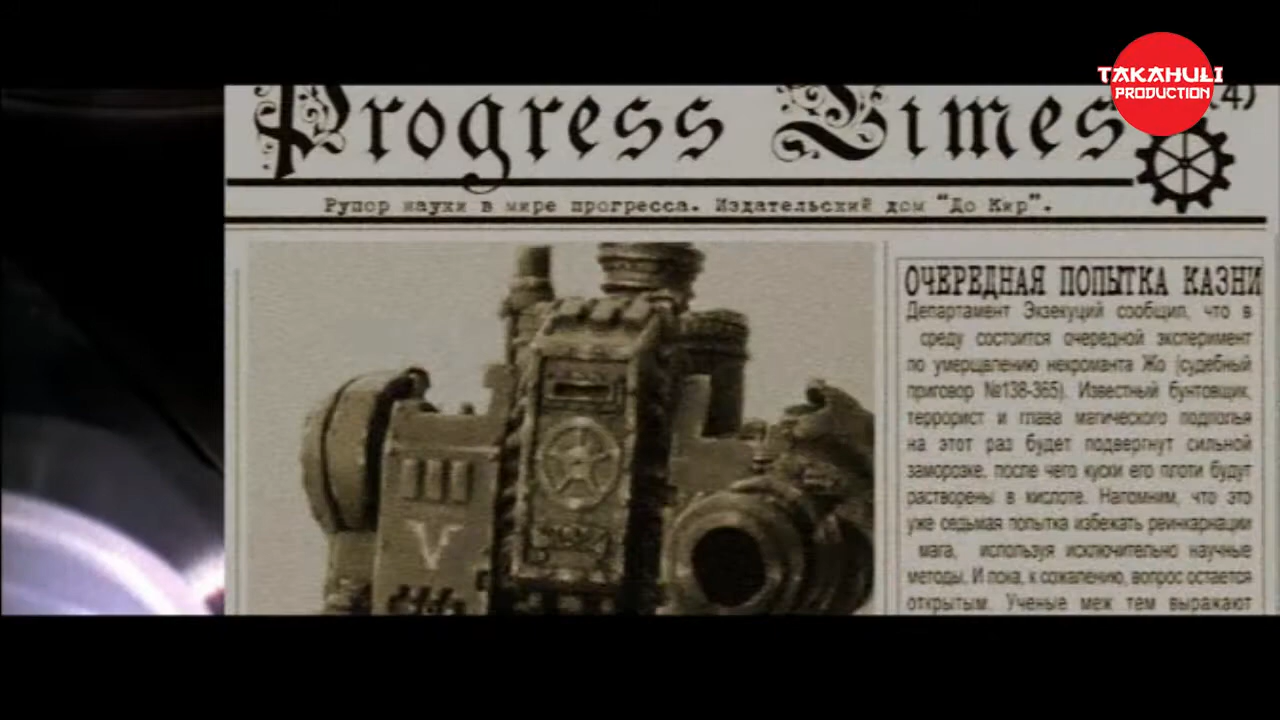 TAKAHULI
PRODUCTION
Progress Times
4)
Рупор науки в мире прогресса. Издательский дом "До Кир".
ОЧЕРЕДНАЯ ПОПЫТКА КАЗНИ
Департамент Экзекуций сообщил, что в
среду состоится очередной эксперимент
по умерщвлению некроманта Жо (судебный
приговор №138-365). Известный бунтовщик,
террорист и глава магического подполья
на этот раз будет подвергнут сильной
заморозке, после чего куски его плоти будут
растворены в кислоте. Напомним, что это
уже седьмая попытка избежать реинкарнации
мага, используя исключительно научные
методы. И пока, к сожалению, вопрос остается
открытым. Ученые меж тем выражают
V